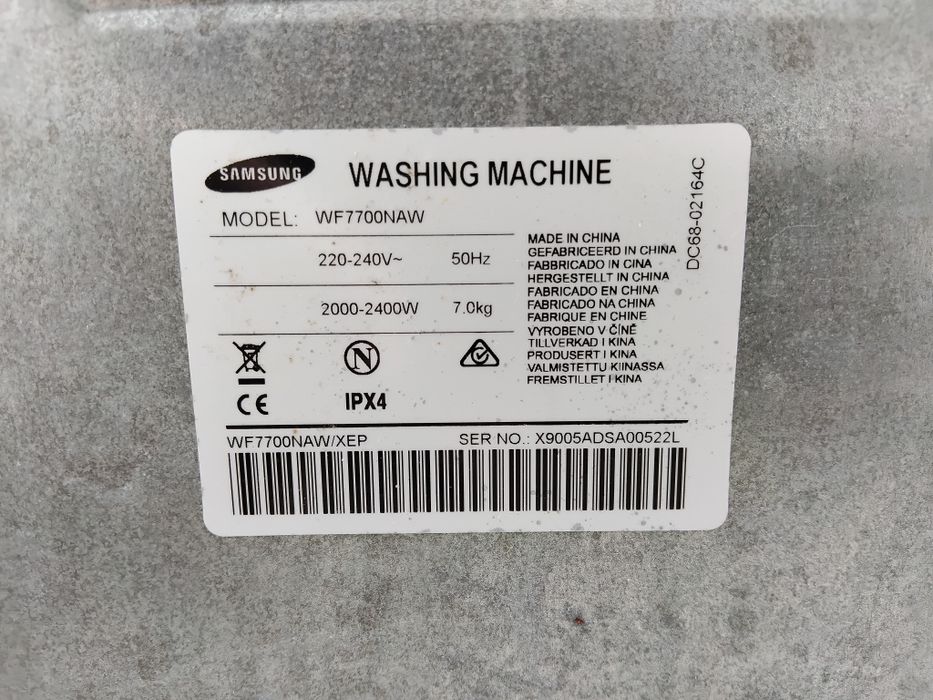 SAMSUNG WASHING MACHINE
MODEL: WF7700NAW
220-240V~ 50Hz
2000-2400W 7.0kg
MADE IN CHINA
GEFABRICEERD IN CHINA
FABBRICADO IN CINA
HERGESTELLT IN CHINA
FABRICADO EN CHINA
FABRICADO NA CHINA
FABRIQUE EN CHINE
VYROBENO V ČÍNĚ
TILLVERKAD I KINA
PRODUSERT I KINA
VALMISTETTU KIINASSA
FREMSTILLET I KINA
DC68-02164C
N
CE IPX4
WF7700NAW/XEP SER NO.: X9005ADSA00522L